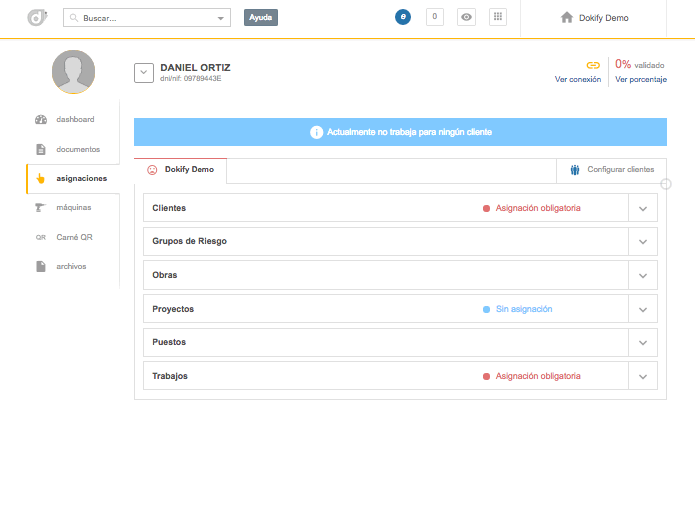 d'
Buscar...
Ayuda
e
0
Dokify Demo
DANIEL ORTIZ
dni/nif: 09789443E
Ver conexión
0% validado
Ver porcentaje
dashboard
documentos
asignaciones
máquinas
QR Carné QR
archivos
i Actualmente no trabaja para ningún cliente
Dokify Demo
Configurar clientes
Clientes
Asignación obligatoria
Grupos de Riesgo
Obras
Proyectos
Sin asignación
Puestos
Trabajos
Asignación obligatoria